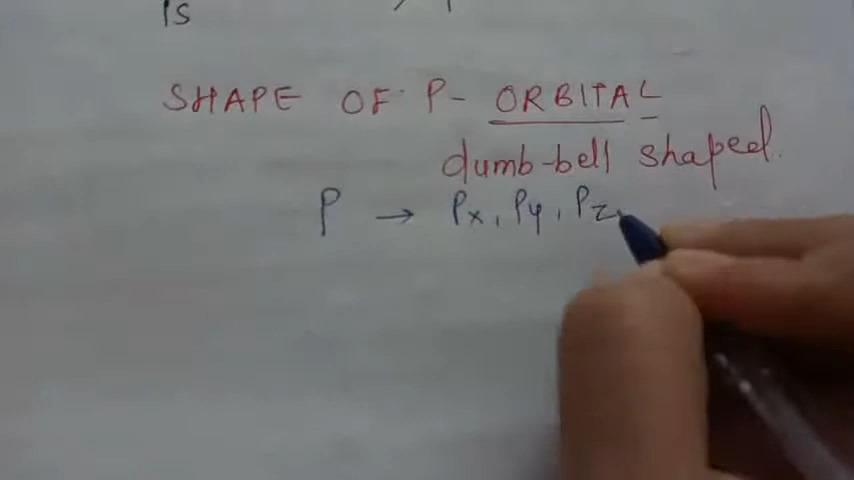 1s
SHAPE OF P- ORBITAL
dumb-bell shaped.
P → Px, Py, Pz,